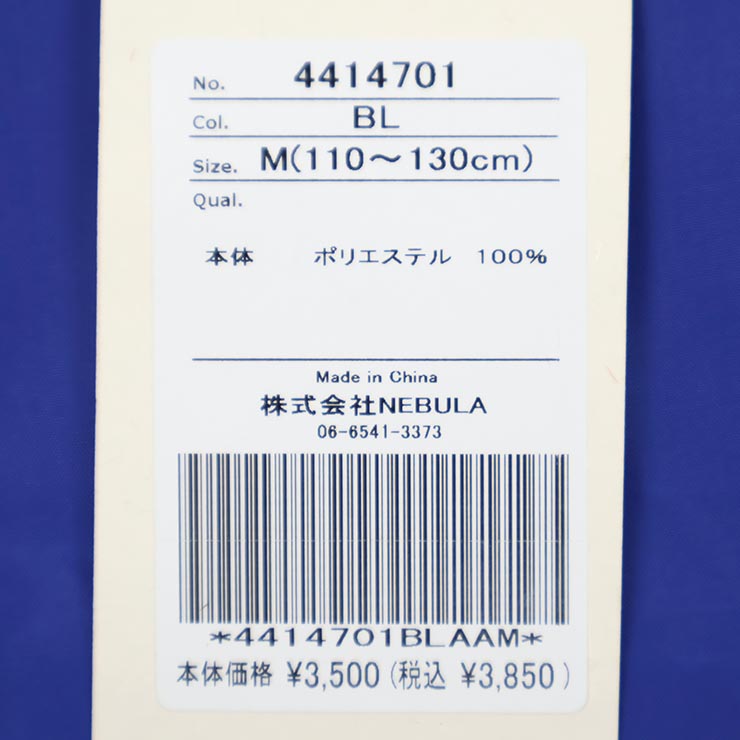 No. 4414701
Col. BL
Size. M(110～130cm)
Qual.
本体 ポリエステル 100%
Made in China
株式会社NEBULA
06-6541-3373
*4414701BLAAM*
本体価格 ¥3,500(税込 ¥3,850)